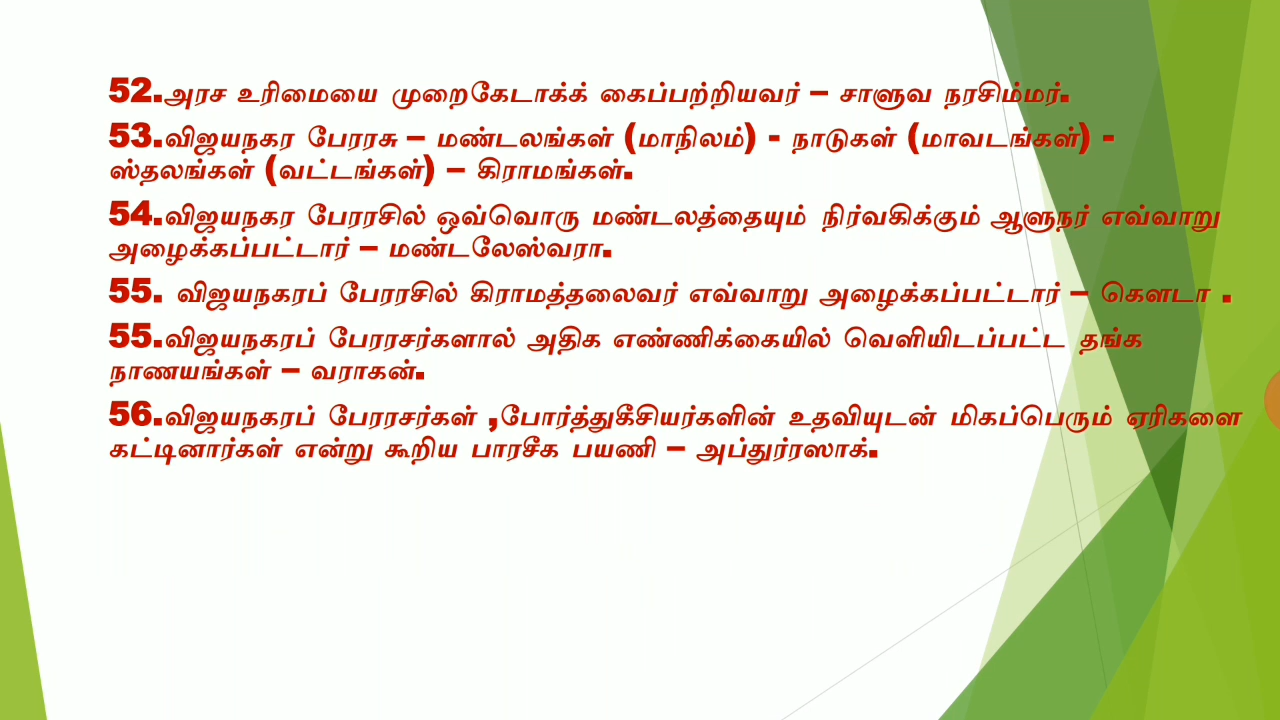 52.அரச உரிமையை முறைகேடாக்க் கைப்பற்றியவர் – சாளுவ நரசிம்மர்.
53.விஜயநகர பேரரசு – மண்டலங்கள் (மாநிலம்) - நாடுகள் (மாவடங்கள்) -
ஸ்தலங்கள் (வட்டங்கள்) – கிராமங்கள்.
54.விஜயநகர பேரரசில் ஒவ்வொரு மண்டலத்தையும் நிர்வகிக்கும் ஆளுநர் எவ்வாறு
அழைக்கப்பட்டார் – மண்டலேஸ்வரா.
55. விஜயநகரப் பேரரசில் கிராமத்தலைவர் எவ்வாறு அழைக்கப்பட்டார் – கௌடா .
55.விஜயநகரப் பேரரசர்களால் அதிக எண்ணிக்கையில் வெளியிடப்பட்ட தங்க
நாணயங்கள் – வராகன்.
56.விஜயநகரப் பேரரசர்கள் ,போர்த்துகீசியர்களின் உதவியுடன் மிகப்பெரும் ஏரிகளை
கட்டினார்கள் என்று கூறிய பாரசீக பயணி – அப்துர்ரஸாக்.